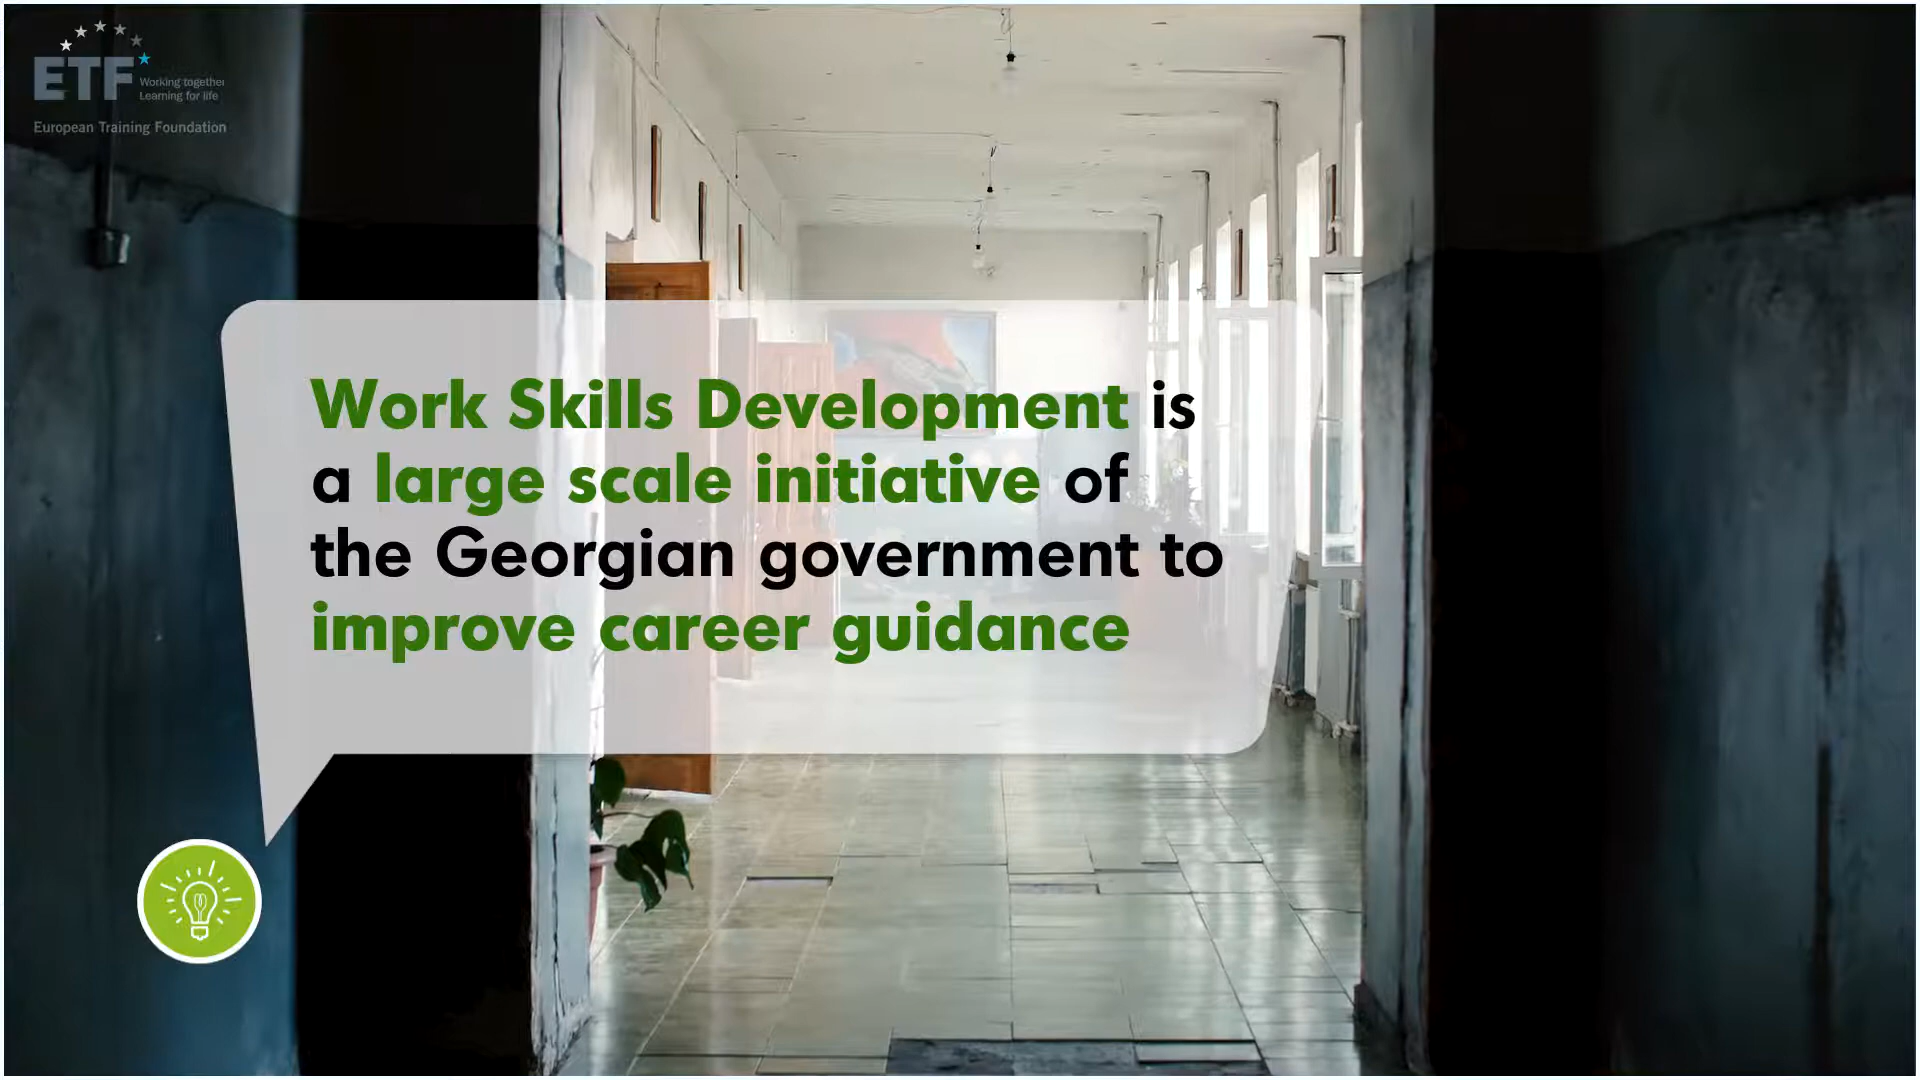 ETF
Working together
Learning for life
European Training Foundation
Work Skills Development is
a large scale initiative of
the Georgian government to
improve career guidance